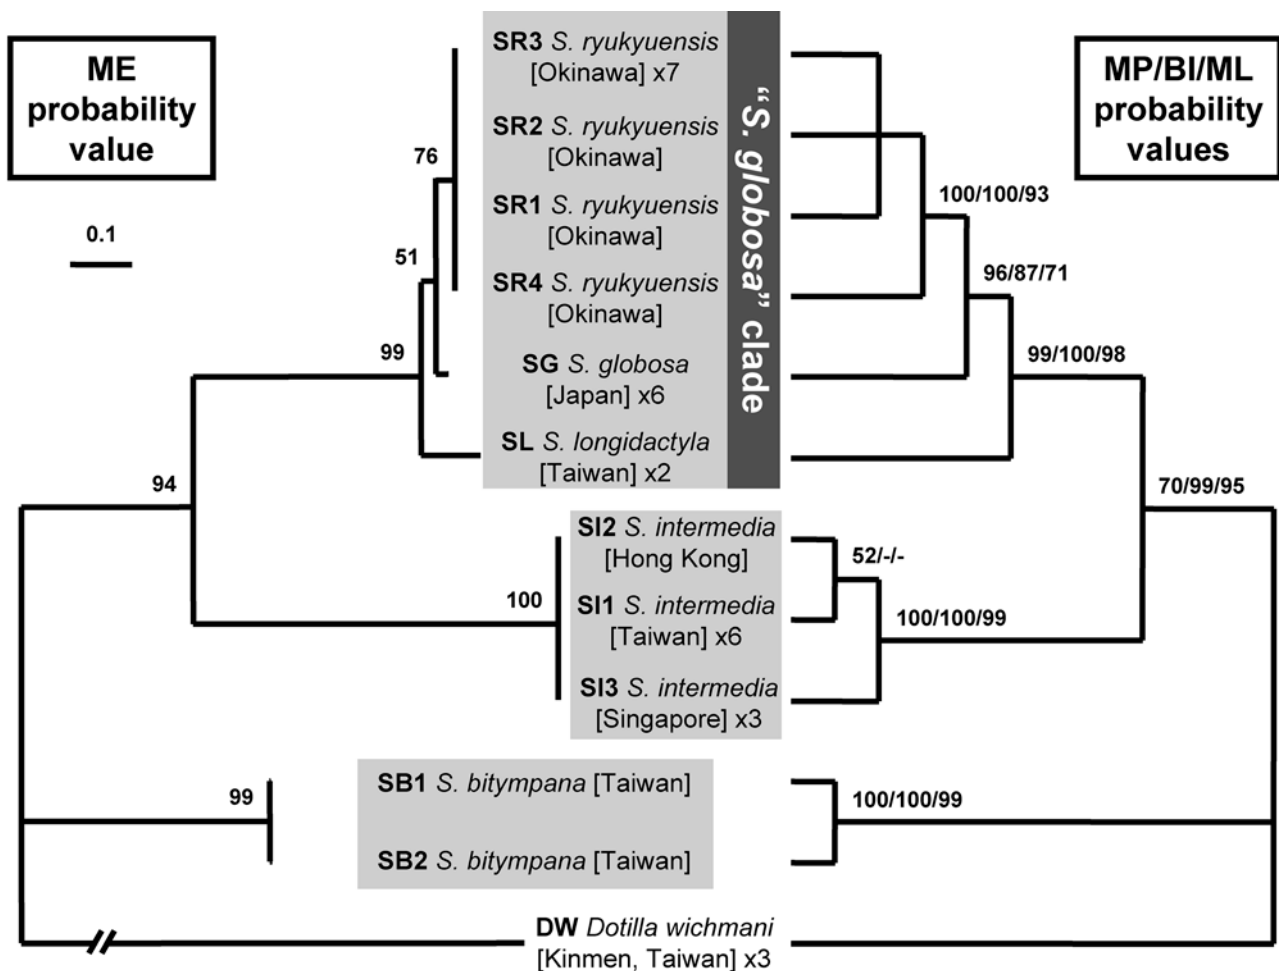 ME
probability
value
0.1
76
51
99
94
100
99
SR3 S. ryukyuensis
[Okinawa] x7
SR2 S. ryukyuensis
[Okinawa]
SR1 S. ryukyuensis
[Okinawa]
SR4 S. ryukyuensis
[Okinawa]
SG S. globosa
[Japan] x6
SL S. longidactyla
[Taiwan] x2
"S. globosa" clade
SI2 S. intermedia
[Hong Kong]
SI1 S. intermedia
[Taiwan] x6
SI3 S. intermedia
[Singapore] x3
SB1 S. bitympana [Taiwan]
SB2 S. bitympana [Taiwan]
DW Dotilla wichmani
[Kinmen, Taiwan] x3
MP/BI/ML
probability
values
100/100/93
96/87/71
99/100/98
70/99/95
52/-/-
100/100/99
100/100/99